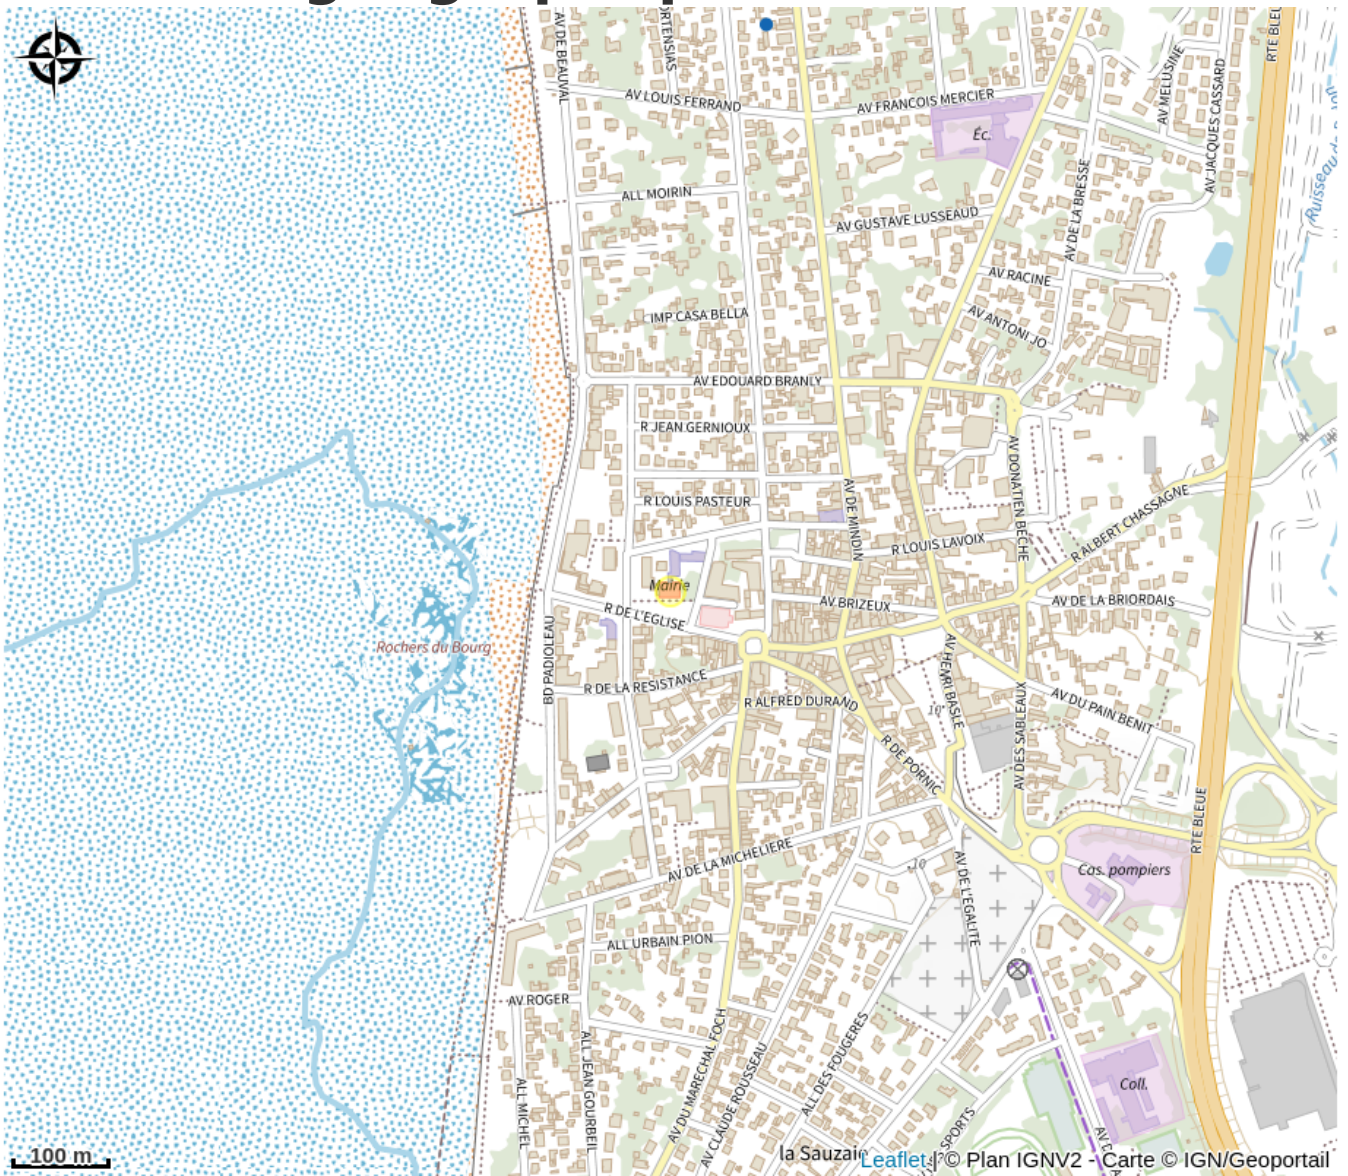 AV DE BEAUVAL
RTE BLEUE
AV MELUSINE
AV JACQUES CASSARD
AV LOUIS FERRAND
AV FRANCOIS MERCIER
Éc.
AV DE LA BRESSE
ALL MOIRIN
AV GUSTAVE LUSSEAUD
AV RACINE
IMP CASA BELLA
AV ANTONI JO
AV EDOUARD BRANLY
R JEAN GERNIOUX
AV DONATIEN BECHE
R LOUIS PASTEUR
AV DE MINDIN
R ALBERT CHASSAGNE
R LOUIS LAVOIX
Mairie
R DE L'EGLISE
AV BRIZEUX
AV DE LA BRIORDAIS
Rochers du Bourg
BD PADIOLEAU
AV HENRI BASLE
R DE LA RESISTANCE
R ALFRED DURAND
10
AV DES SABLEAUX
AV DU PAIN BENIT
R DE PORNIC
RTE BLEUE
AV DE LA MICHELIERE
10
AV DE L'EGALITE
Cas. pompiers
ALL URBAIN PION
AV ROGER
AV DU MARECHAL FOCH
ALL JEAN GOURBEIL
ALL MICHEL
AV CLAUDE ROUSSEAU
ALL DES FOUGERES
Coll.
SPORTS
la Sauzaie
100 m
Leaflet | © Plan IGNV2 - Carte © IGN/Geoportail